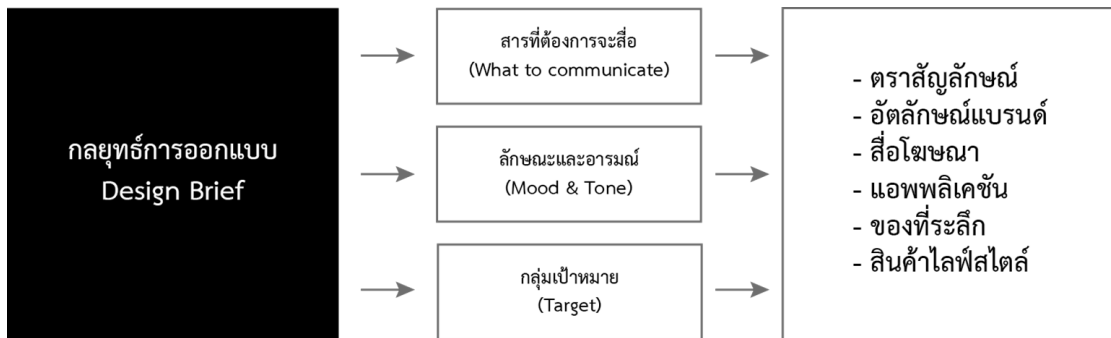 กลยุทธ์การออกแบบ
Design Brief
สารที่ต้องการจะสื่อ
(What to communicate)
ลักษณะและอารมณ์
(Mood & Tone)
กลุ่มเป้าหมาย
(Target)
- ตราสัญลักษณ์
- อัตลักษณ์แบรนด์
- สื่อโฆษณา
- แอพพลิเคชัน
- ของที่ระลึก
- สินค้าไลฟ์สไตล์